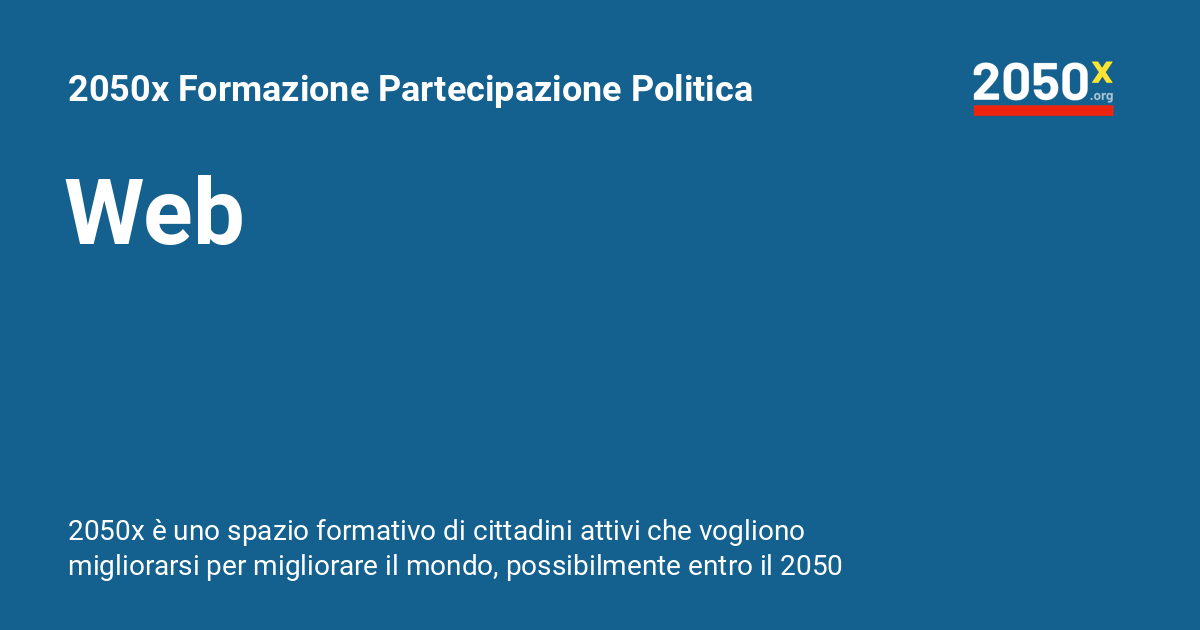 2050x Formazione Partecipazione Politica
2050x
.org
Web
2050x è uno spazio formativo di cittadini attivi che vogliono
migliorarsi per migliorare il mondo, possibilmente entro il 2050